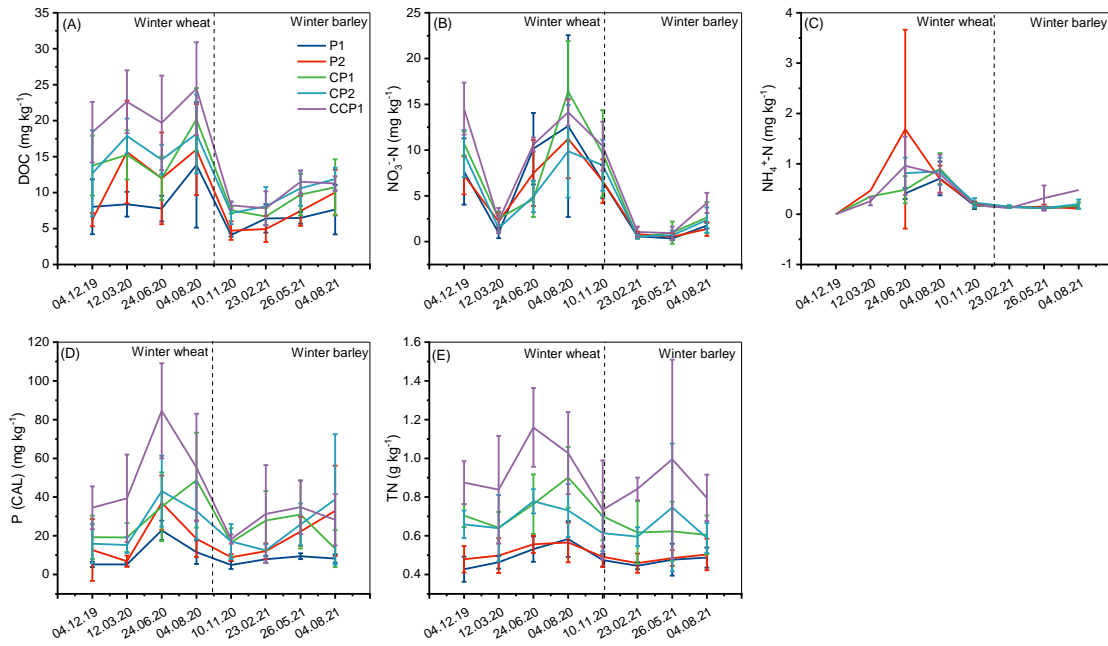 (A) Winter wheat Winter barley
35
30
25
20
15
10
5
0
DOC (mg kg⁻¹)
P1
P2
CP1
CP2
CCP1
04.12.19 12.03.20 24.06.20 04.08.20 10.11.20 23.02.21 26.05.21 04.08.21
(B) Winter wheat Winter barley
25
20
15
10
5
0
NO₃⁻-N (mg kg⁻¹)
04.12.19 12.03.20 24.06.20 04.08.20 10.11.20 23.02.21 26.05.21 04.08.21
(C) Winter wheat Winter barley
4
3
2
1
0
-1
NH₄⁺-N (mg kg⁻¹)
04.12.19 12.03.20 24.06.20 04.08.20 10.11.20 23.02.21 26.05.21 04.08.21
(D) Winter wheat Winter barley
120
100
80
60
40
20
0
P (CAL) (mg kg⁻¹)
04.12.19 12.03.20 24.06.20 04.08.20 10.11.20 23.02.21 26.05.21 04.08.21
(E) Winter wheat Winter barley
1.6
1.4
1.2
1.0
0.8
0.6
0.4
TN (g kg⁻¹)
04.12.19 12.03.20 24.06.20 04.08.20 10.11.20 23.02.21 26.05.21 04.08.21